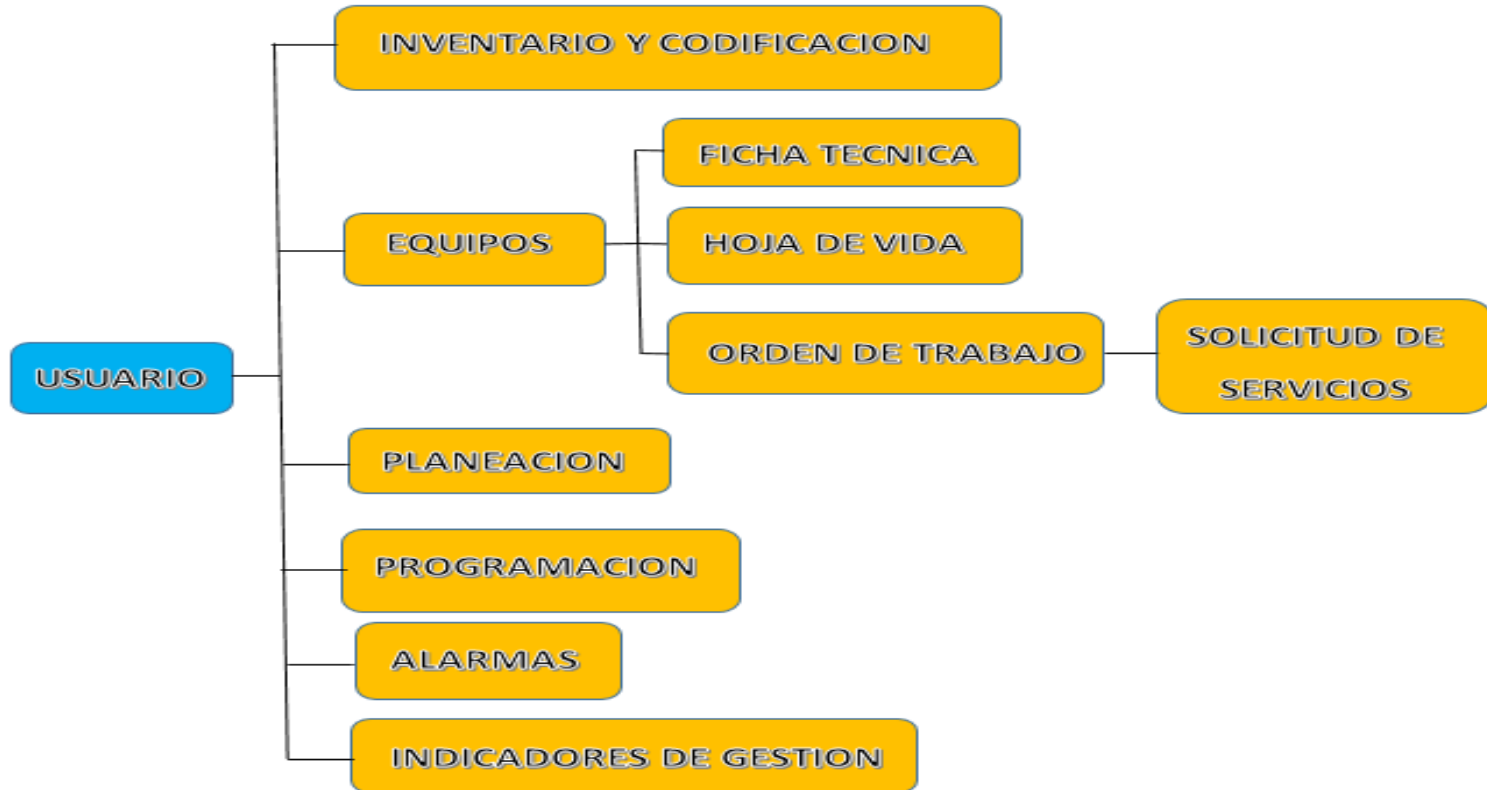 INVENTARIO Y CODIFICACION
FICHA TECNICA
EQUIPOS
HOJA DE VIDA
ORDEN DE TRABAJO
SOLICITUD DE
SERVICIOS
USUARIO
PLANEACION
PROGRAMACION
ALARMAS
INDICADORES DE GESTION